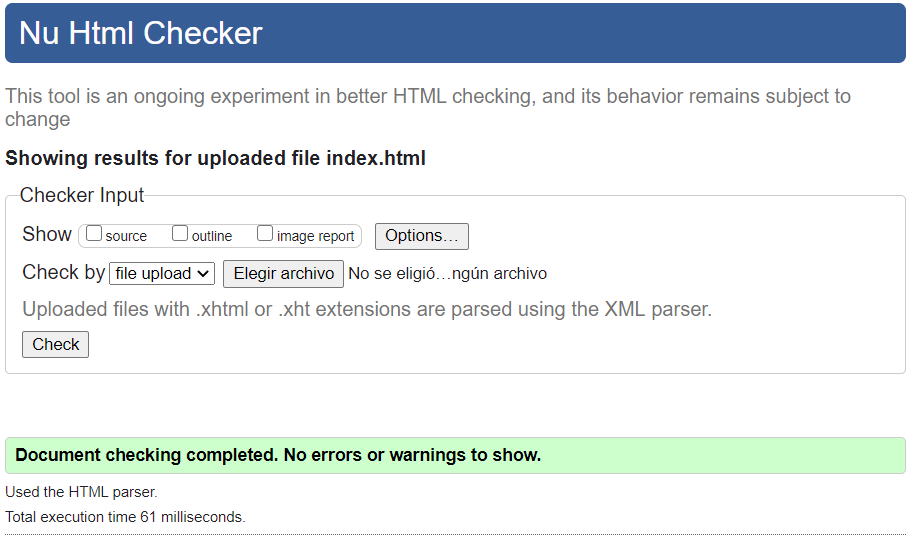 Nu Html Checker
This tool is an ongoing experiment in better HTML checking, and its behavior remains subject to
change
Showing results for uploaded file index.html
Checker Input
Show source outline image report Options…
Check by file upload Elegir archivo No se eligió…ngún archivo
Uploaded files with .xhtml or .xht extensions are parsed using the XML parser.
Check
Document checking completed. No errors or warnings to show.
Used the HTML parser.
Total execution time 61 milliseconds.